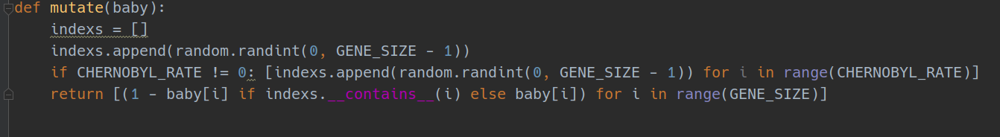 def mutate(baby):
    indexs = []
    indexs.append(random.randint(0, GENE_SIZE - 1))
    if CHERNOBYL_RATE != 0: [indexs.append(random.randint(0, GENE_SIZE - 1)) for i in range(CHERNOBYL_RATE)]
    return [(1 - baby[i] if indexs.__contains__(i) else baby[i]) for i in range(GENE_SIZE)]